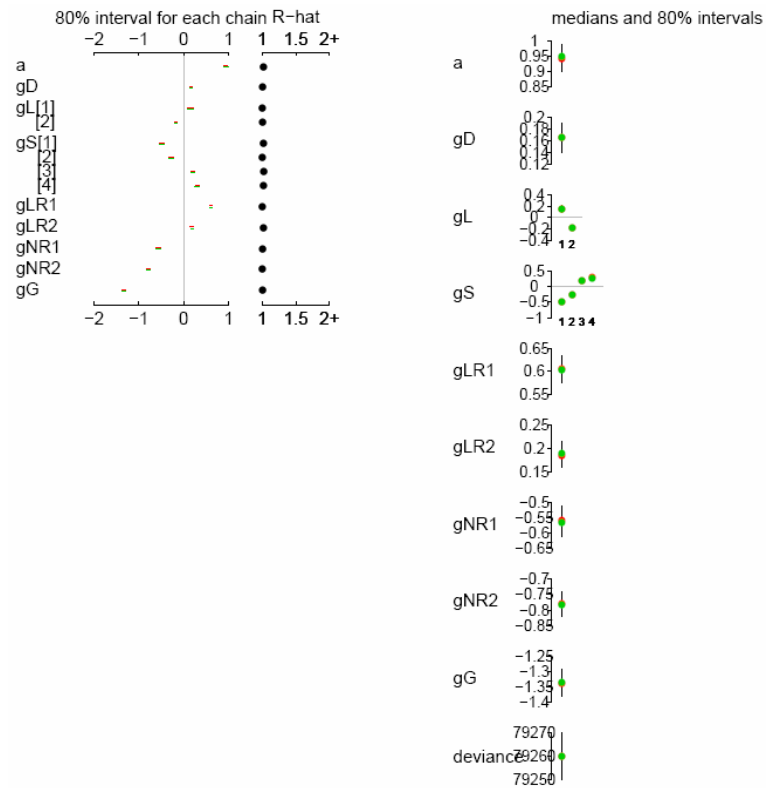 80% interval for each chain R−hat
−2 −1 0 1 1 1.5 2+
a
gD
gL[1]
[2]
gS[1]
[2]
[3]
[4]
gLR1
gLR2
gNR1
gNR2
gG
−2 −1 0 1 1 1.5 2+
medians and 80% intervals
a
1
0.95
0.9
0.85
gD
0.2
0.18
0.16
0.14
0.12
gL
0.4
0.2
0
−0.2
−0.4
1 2
gS
0.5
0
−0.5
−1
1 2 3 4
gLR1
0.65
0.6
0.55
gLR2
0.25
0.2
0.15
gNR1
−0.5
−0.55
−0.6
−0.65
gNR2
−0.7
−0.75
−0.8
−0.85
gG
−1.25
−1.3
−1.35
−1.4
deviance
79270
79260
79250